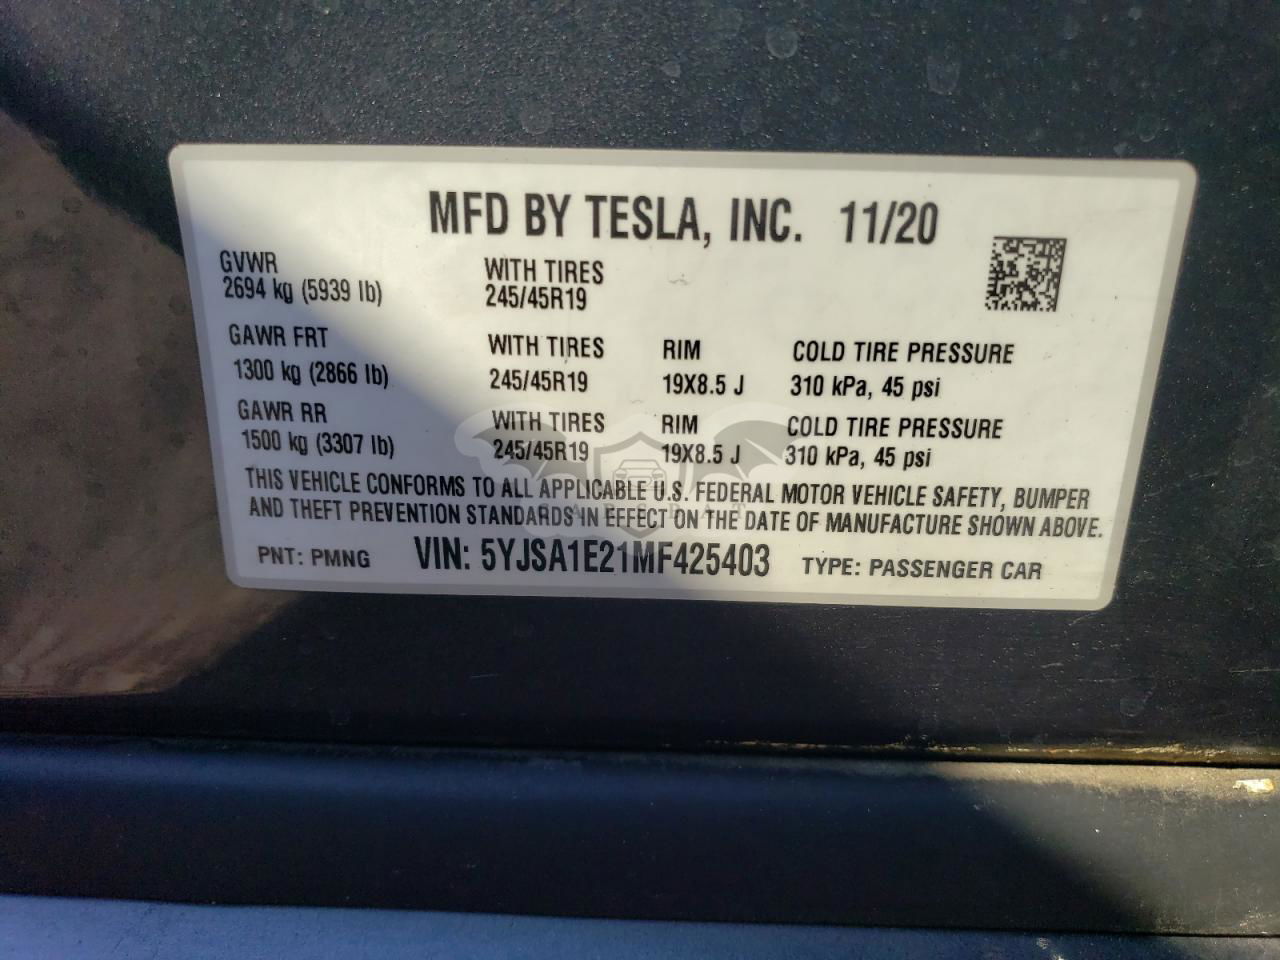 MFD BY TESLA, INC. 11/20
GVWR WITH TIRES
2694 kg (5939 lb) 245/45R19
GAWR FRT WITH TIRES RIM COLD TIRE PRESSURE
1300 kg (2866 lb) 245/45R19 19X8.5 J 310 kPa, 45 psi
GAWR RR WITH TIRES RIM COLD TIRE PRESSURE
1500 kg (3307 lb) 245/45R19 19X8.5 J 310 kPa, 45 psi
THIS VEHICLE CONFORMS TO ALL APPLICABLE U.S. FEDERAL MOTOR VEHICLE SAFETY, BUMPER
AND THEFT PREVENTION STANDARDS IN EFFECT ON THE DATE OF MANUFACTURE SHOWN ABOVE.
PNT: PMNG VIN: 5YJSA1E21MF425403 TYPE: PASSENGER CAR